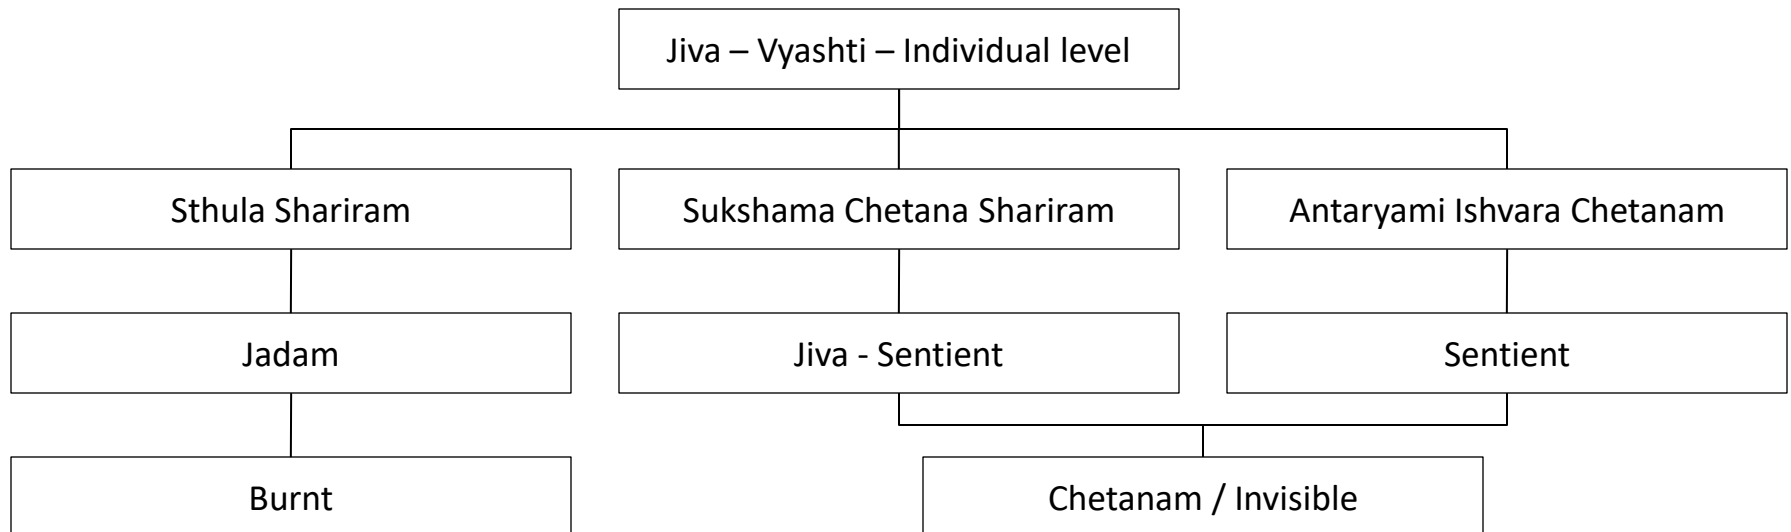 Jiva – Vyashti – Individual level
Sthula Shariram
Sukshama Chetana Shariram
Antaryami Ishvara Chetanam
Jadam
Jiva - Sentient
Sentient
Burnt
Chetanam / Invisible